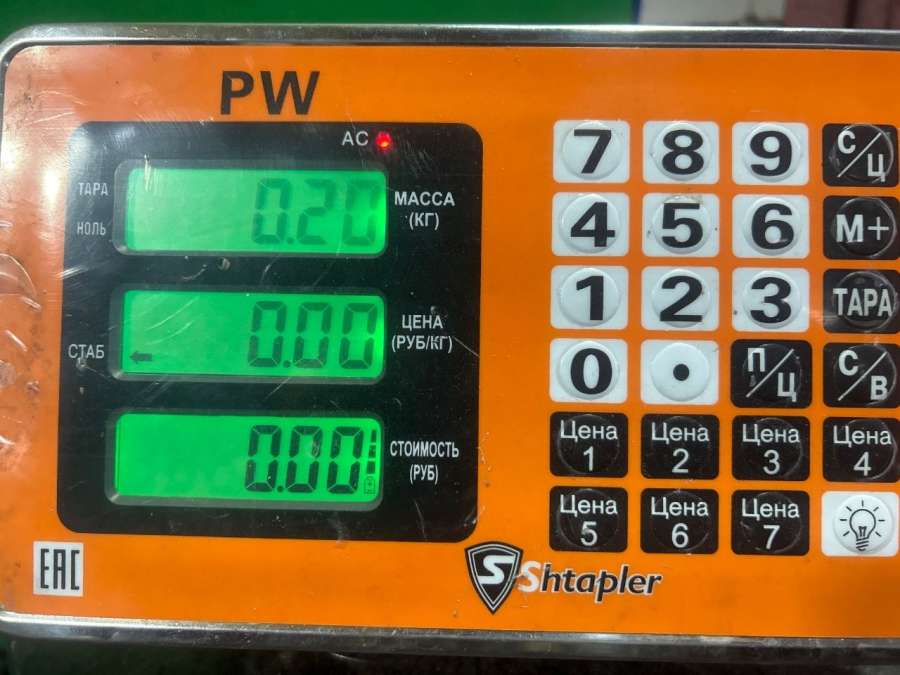 PW
AC
ТАРА
НОЛЬ
0.20
МАССА
(КГ)
СТАБ
0.00
ЦЕНА
(РУБ/КГ)
0.00
СТОИМОСТЬ
(РУБ)
7 8 9 С/Ц
4 5 6 М+
1 2 3 ТАРА
0 • П/Ц С/В
Цена 1 Цена 2 Цена 3 Цена 4
Цена 5 Цена 6 Цена 7
EAC
S Shtapler